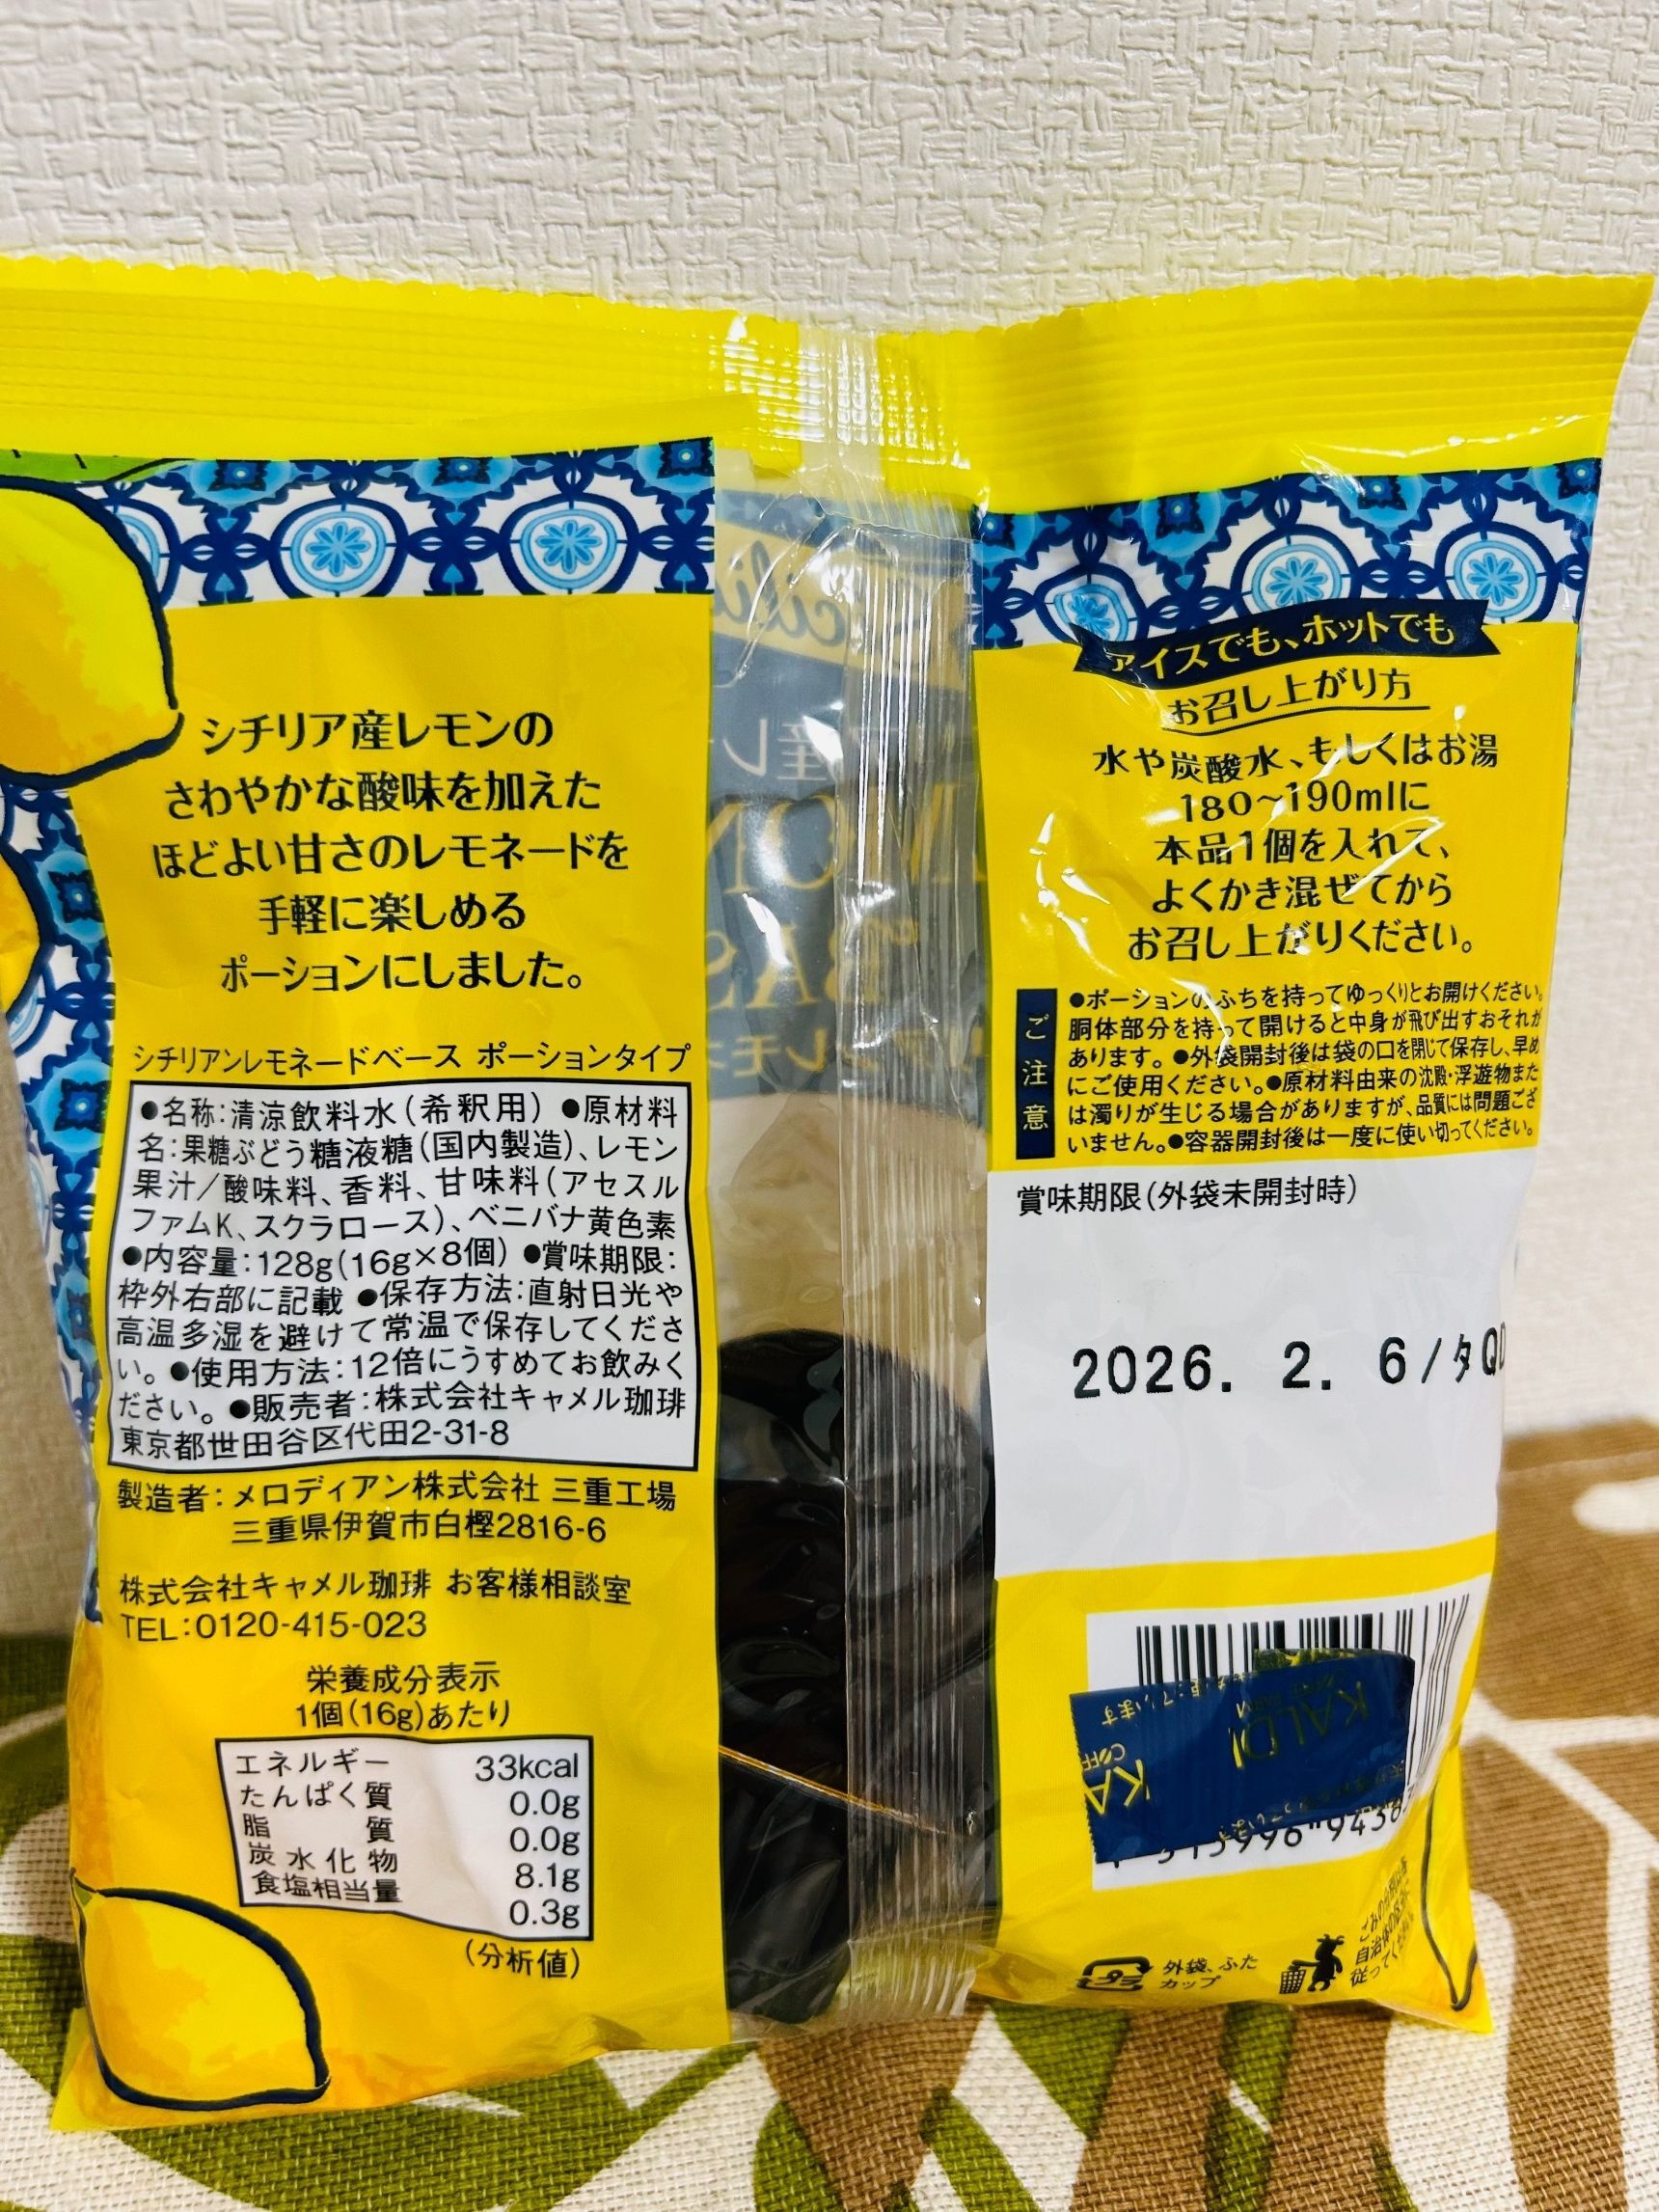 シチリア産レモンの
さわやかな酸味を加えた
ほどよい甘さのレモネードを
手軽に楽しめる
ポーションにしました。
シチリアンレモネードベース ポーションタイプ
●名称:清涼飲料水(希釈用) ●原材料
名:果糖ぶどう糖液糖(国内製造)、レモン
果汁/酸味料、香料、甘味料(アセスル
ファムK、スクラロース)、ベニバナ黄色素
●内容量:128g(16g×8個) ●賞味期限:
枠外右部に記載 ●保存方法:直射日光や
高温多湿を避けて常温で保存してくださ
い。●使用方法:12倍にうすめてお飲みく
ださい。●販売者:株式会社キャメル珈琲
東京都世田谷区代田2-31-8
製造者:メロディアン株式会社 三重工場
三重県伊賀市白樫2816-6
株式会社キャメル珈琲 お客様相談室
TEL:0120-415-023
栄養成分表示
1個(16g)あたり
エネルギー 33kcal
たんぱく質 0.0g
脂質 0.0g
炭水化物 8.1g
食塩相当量 0.3g
(分析値)
アイスでも、ホットでも
お召し上がり方
水や炭酸水、もしくはお湯
180~190mlに
本品1個を入れて、
よくかき混ぜてから
お召し上がりください。
ご注意
●ポーションのふちを持ってゆっくりとお開けください。
胴体部分を持って開けると中身が飛び出すおそれが
あります。●外袋開封後は袋の口を閉じて保存し、早め
にご使用ください。●原材料由来の沈殿・浮遊物また
は濁りが生じる場合がありますが、品質には問題ござ
いません。●容器開封後は一度に使い切ってください。
賞味期限(外袋未開封時)
2026. 2. 6/タQD
KALDI
プラ
外袋、ふた
カップ